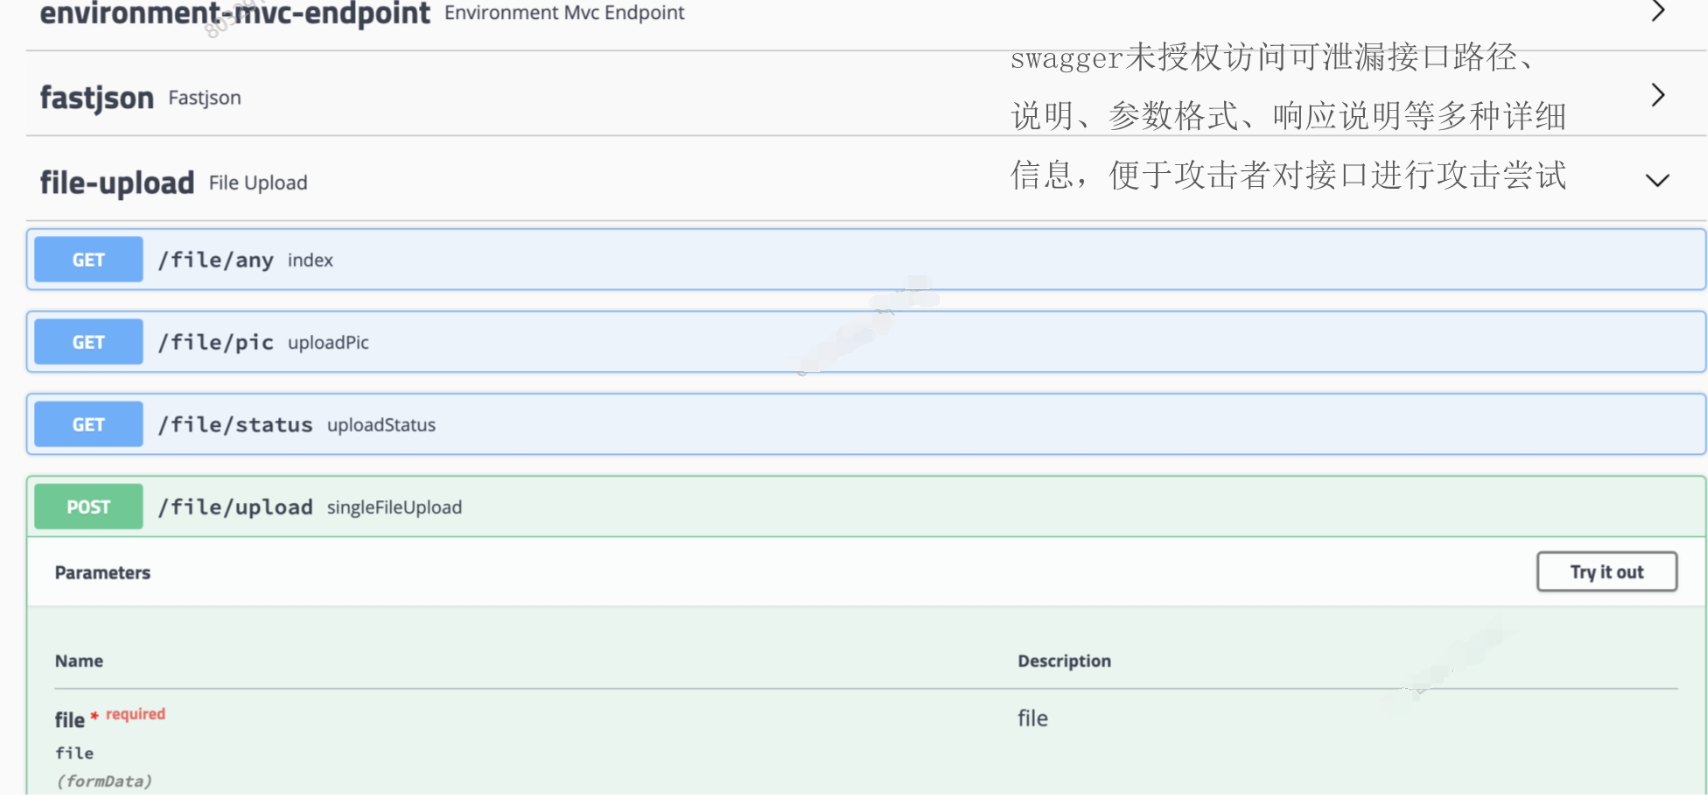 environment-mvc-endpoint Environment Mvc Endpoint
swagger未授权访问可泄漏接口路径、
fastjson Fastjson
说明、参数格式、响应说明等多种详细
file-upload File Upload
信息，便于攻击者对接口进行攻击尝试
GET /file/any index
GET /file/pic uploadPic
GET /file/status uploadStatus
POST /file/upload singleFileUpload
Parameters Try it out
Name Description
file * required file
file
(formData)